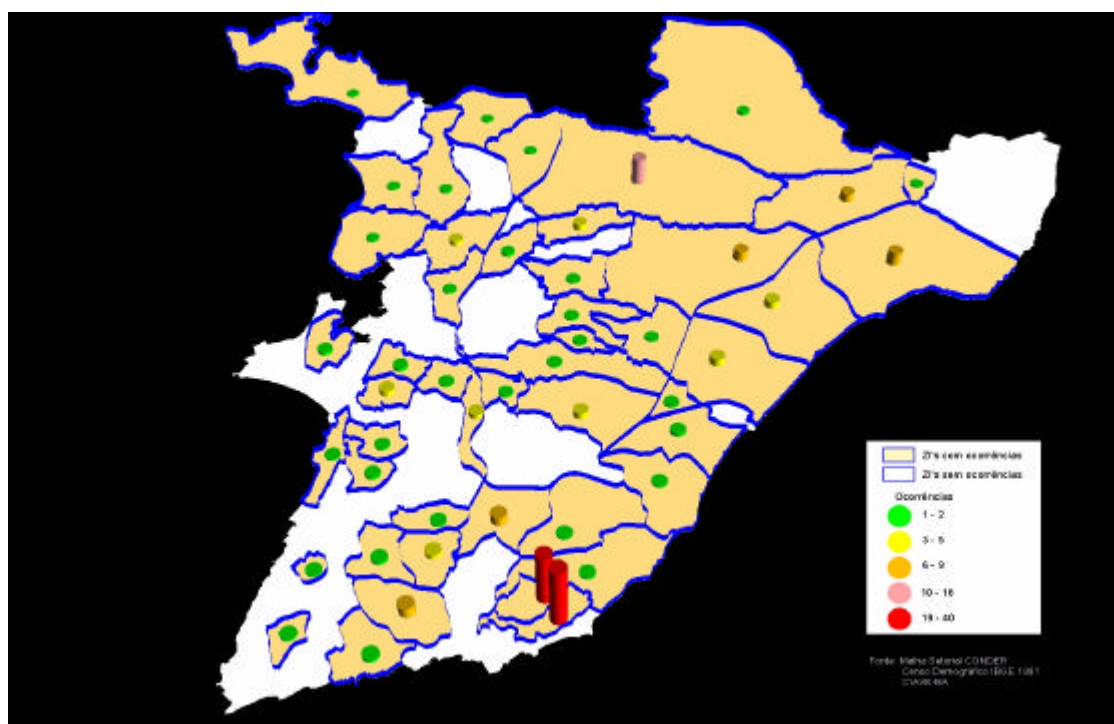 ZI's com ocorrências
ZI's sem ocorrências
Ocorrências
1 - 2
3 - 5
6 - 9
10 - 18
19 - 40
Fonte: Malha Setorial CONDER
Censo Demográfico IBGE 1991